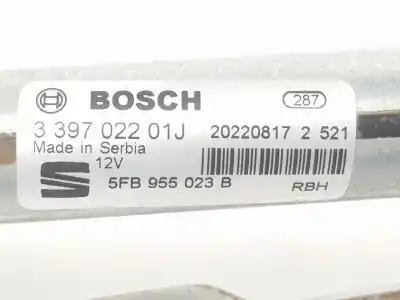 BOSCH 287
3 397 022 01J 20220817 2 521
Made in Serbia
12V
5FB 955 023 B RBH